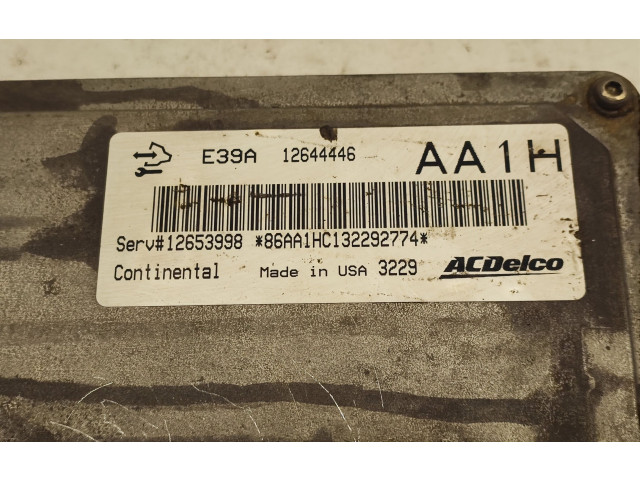 E39A 12644446 AA1H
Serv#12653998 *86AA1HC132292774*
Continental Made in USA 3229 ACDelco